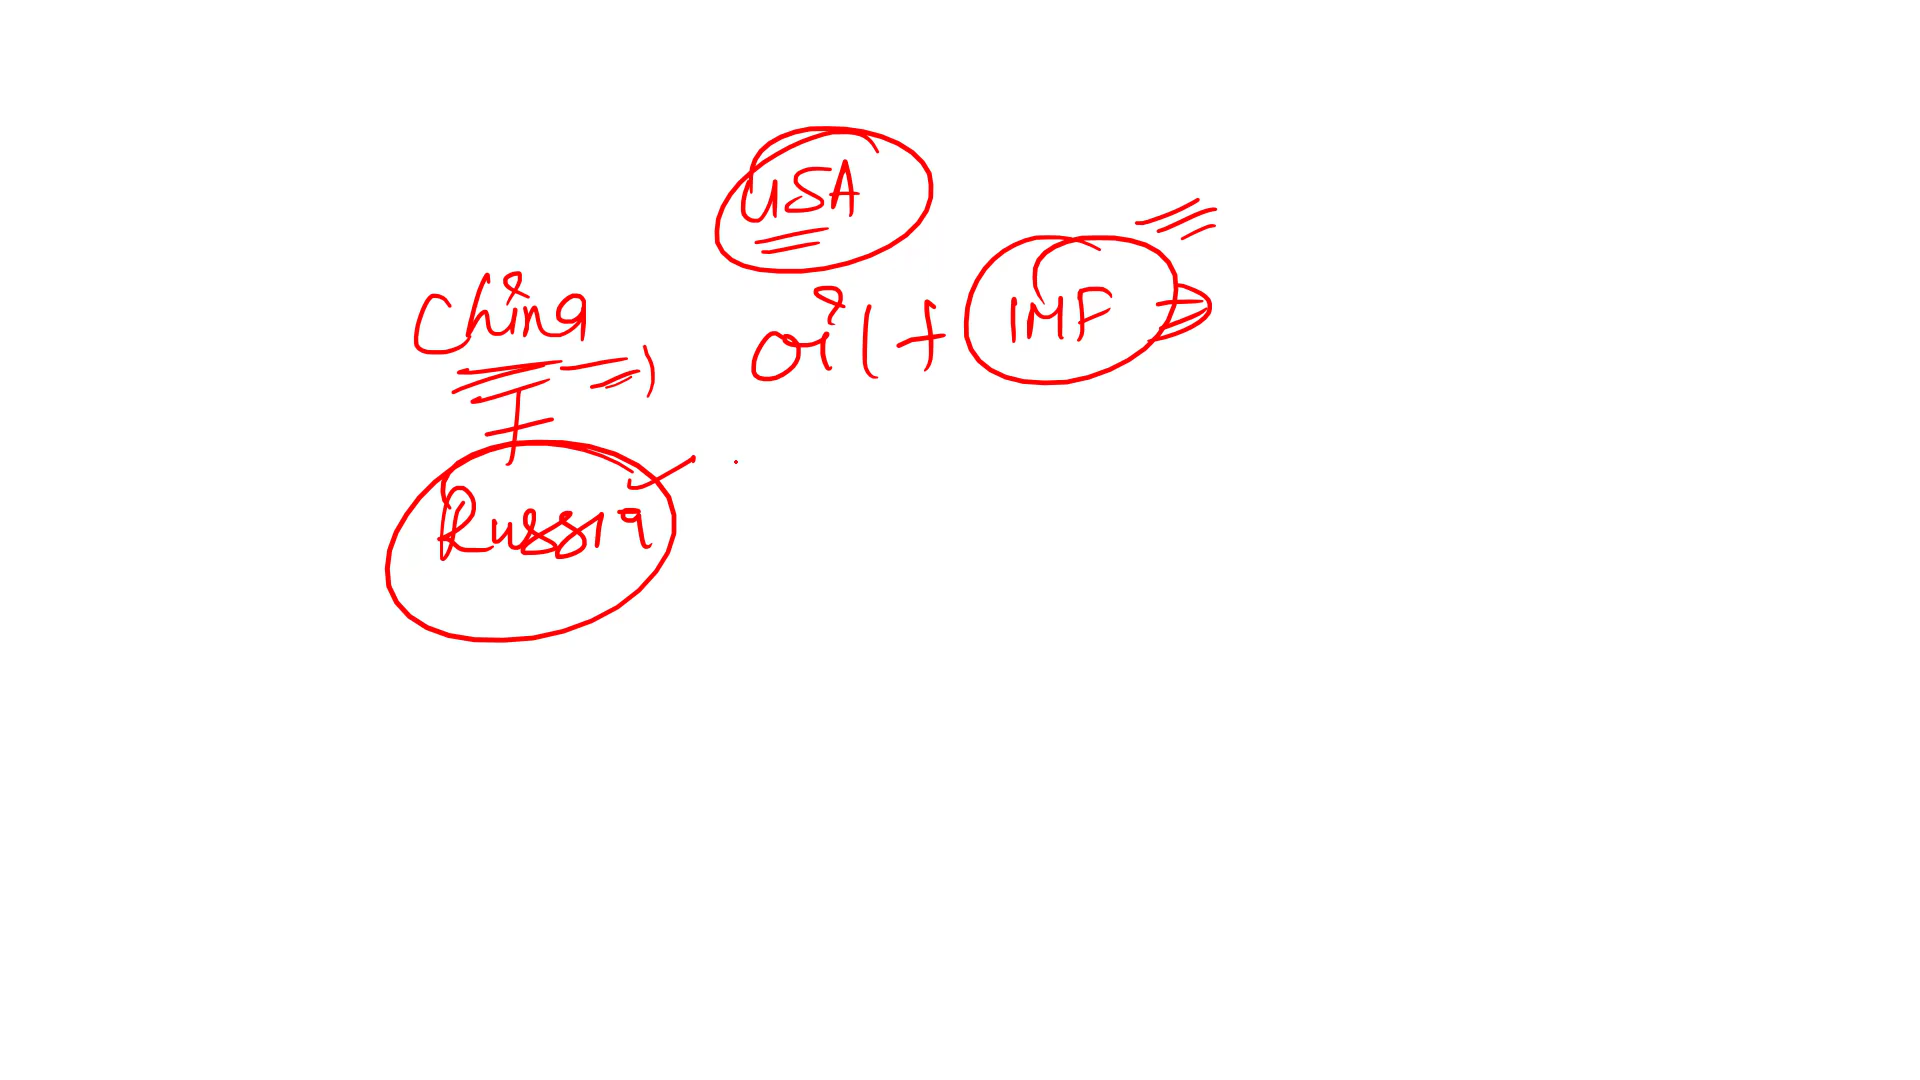 USA
China
oil + IMF
+
Russia